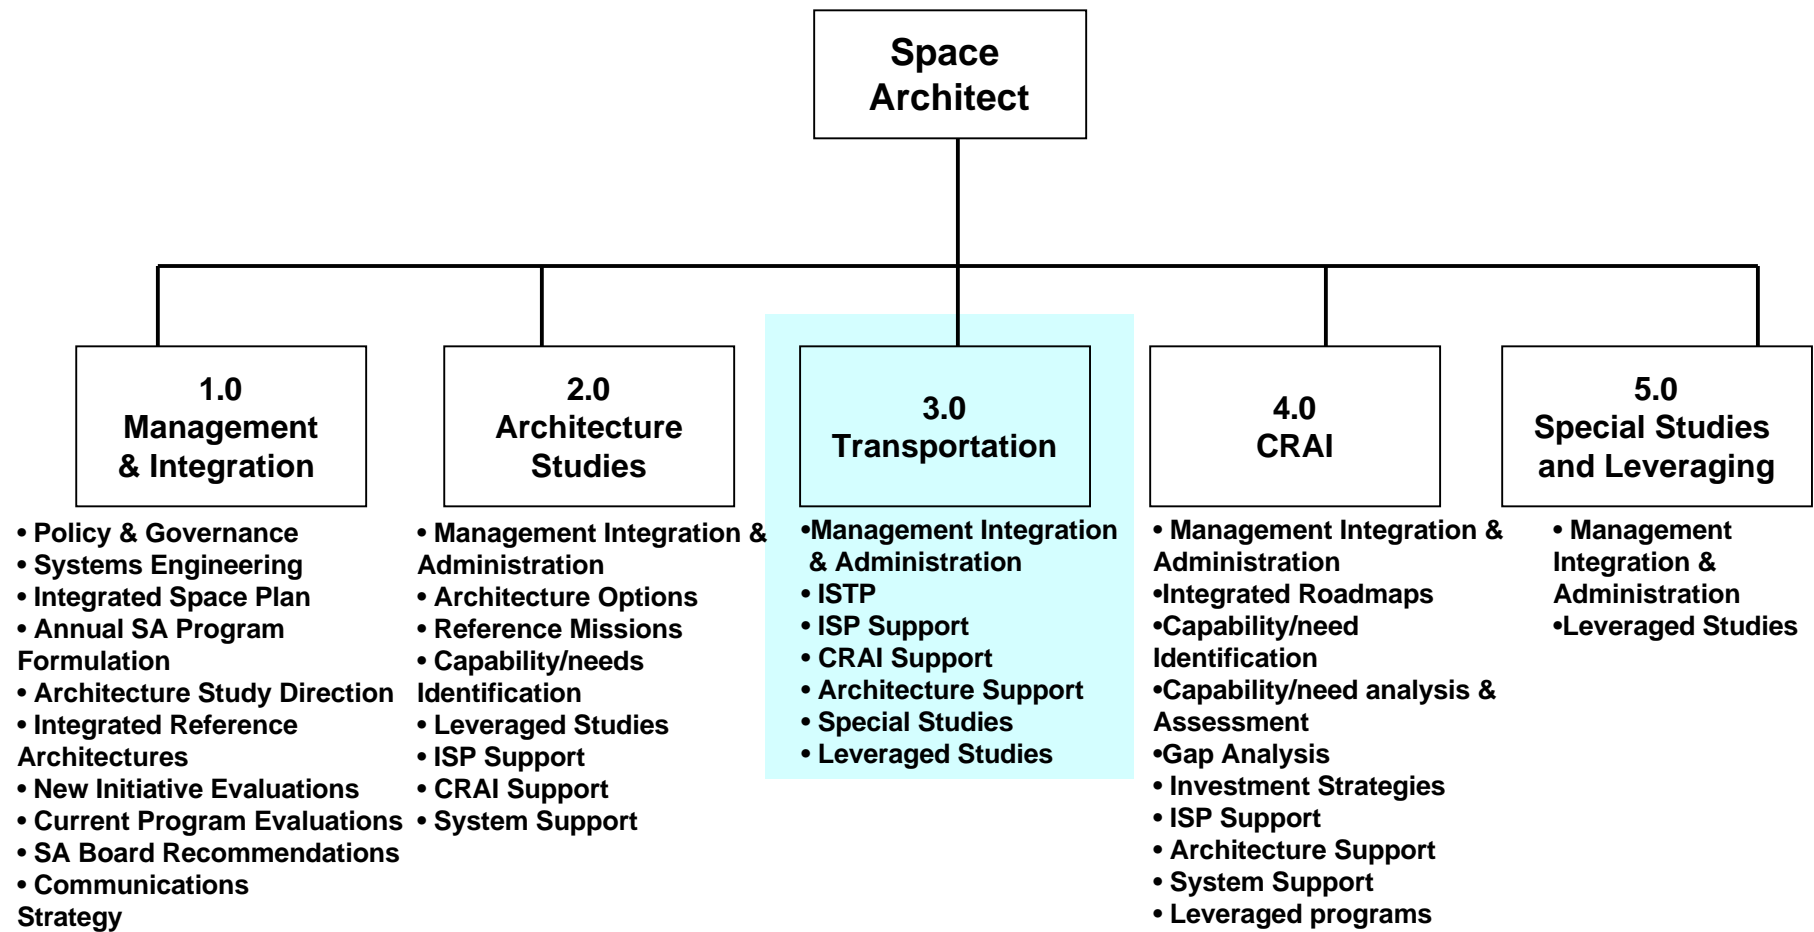 Space
Architect
1.0
Management
& Integration
• Policy & Governance
• Systems Engineering
• Integrated Space Plan
• Annual SA Program
Formulation
• Architecture Study Direction
• Integrated Reference
Architectures
• New Initiative Evaluations
• Current Program Evaluations
• SA Board Recommendations
• Communications
Strategy
2.0
Architecture
Studies
• Management Integration &
Administration
• Architecture Options
• Reference Missions
• Capability/needs
Identification
• Leveraged Studies
• ISP Support
• CRAI Support
• System Support
3.0
Transportation
•Management Integration
& Administration
• ISTP
• ISP Support
• CRAI Support
• Architecture Support
• Special Studies
• Leveraged Studies
4.0
CRAI
• Management Integration &
Administration
•Integrated Roadmaps
•Capability/need
Identification
•Capability/need analysis &
Assessment
•Gap Analysis
• Investment Strategies
• ISP Support
• Architecture Support
• System Support
• Leveraged programs
5.0
Special Studies
and Leveraging
• Management
Integration &
Administration
•Leveraged Studies